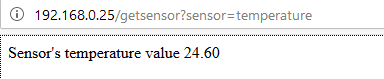 192.168.0.25/getsensor?sensor=temperature
Sensor's temperature value 24.60